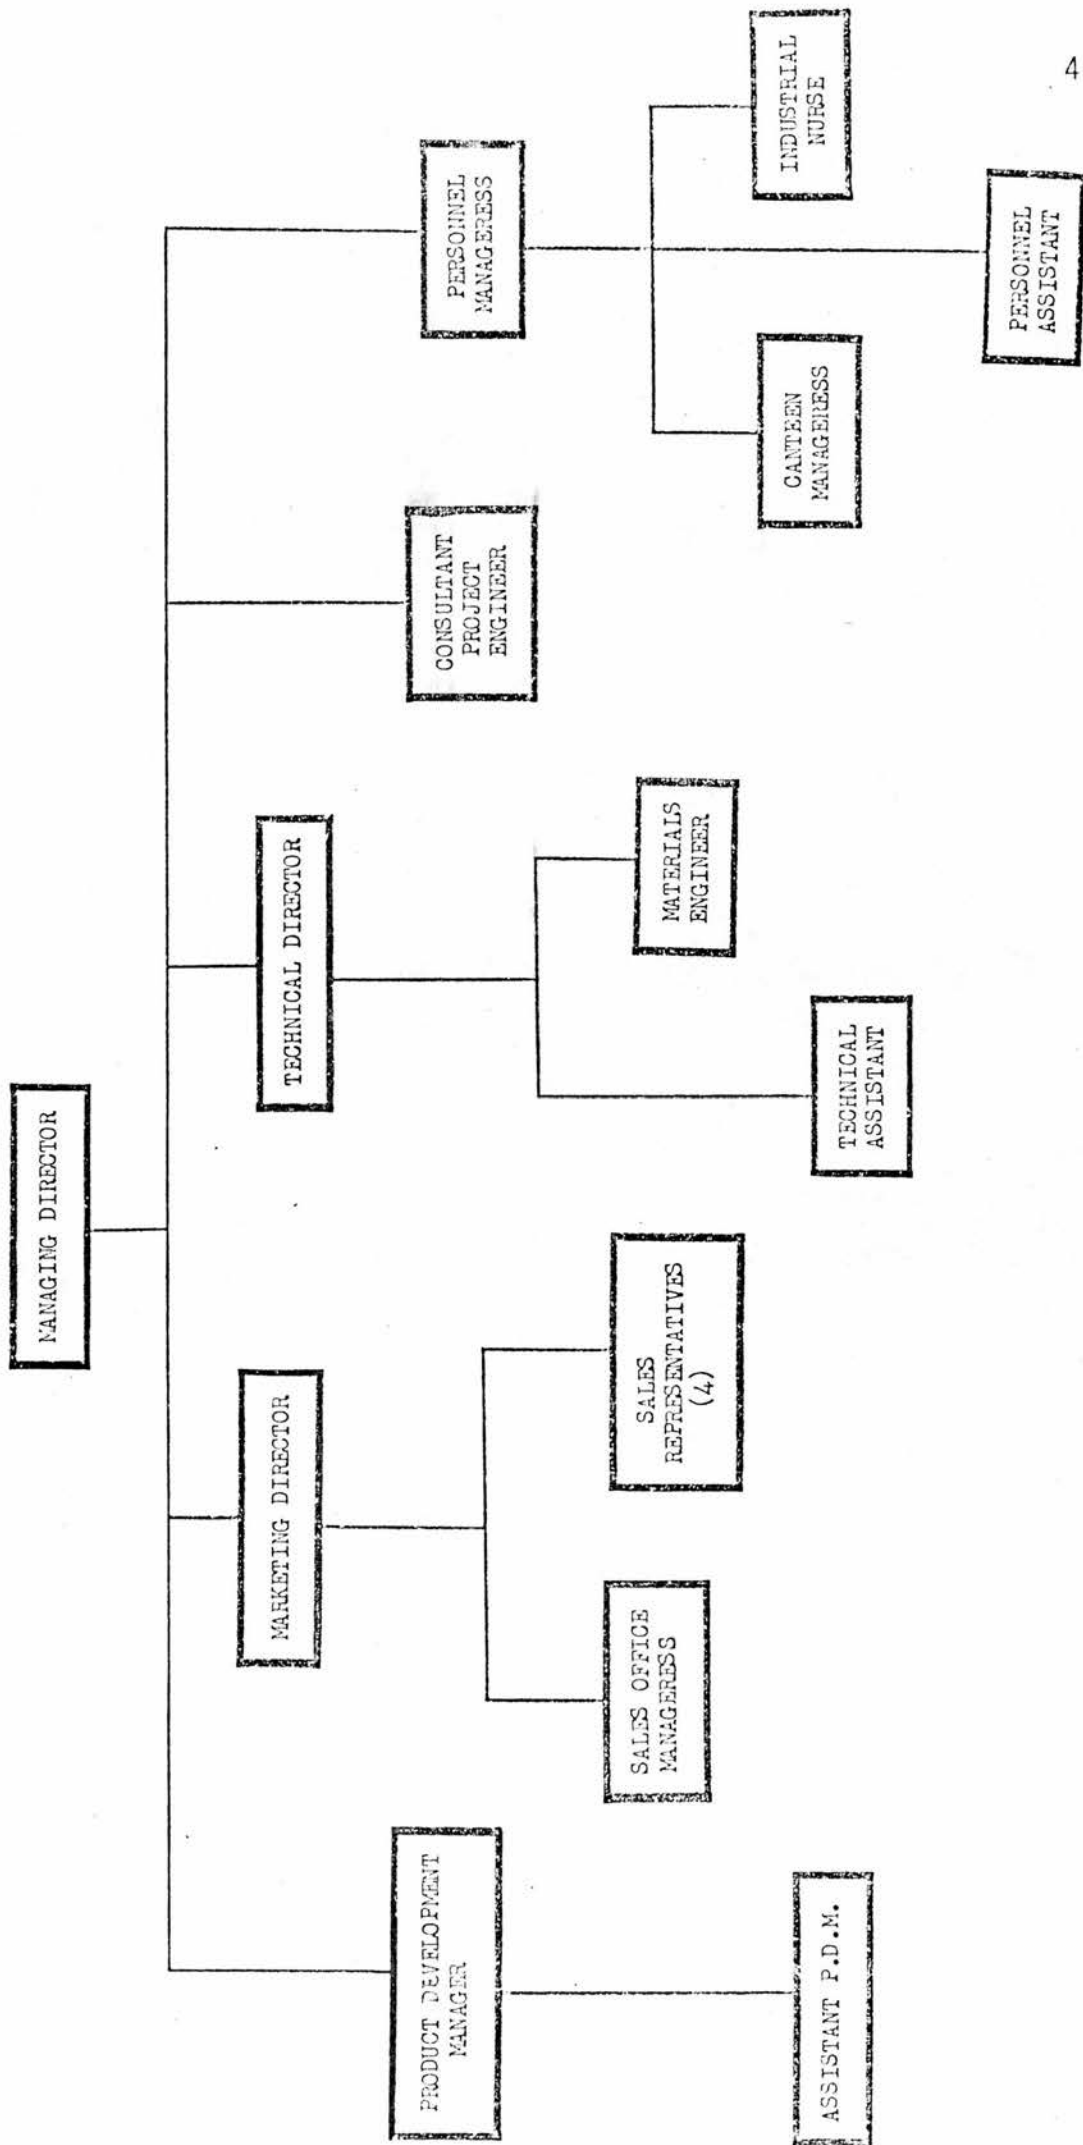 MANAGING DIRECTOR
PRODUCT DEVELOPMENT
MANAGER
MARKETING DIRECTOR
TECHNICAL DIRECTOR
CONSULTANT
PROJECT
ENGINEER
PERSONNEL
MANAGERESS
ASSISTANT P.D.M.
SALES OFFICE
MANAGERESS
SALES
REPRESENTATIVES
(4)
TECHNICAL
ASSISTANT
MATERIALS
ENGINEER
CANTEEN
MANAGERESS
INDUSTRIAL
NURSE
PERSONNEL
ASSISTANT
4